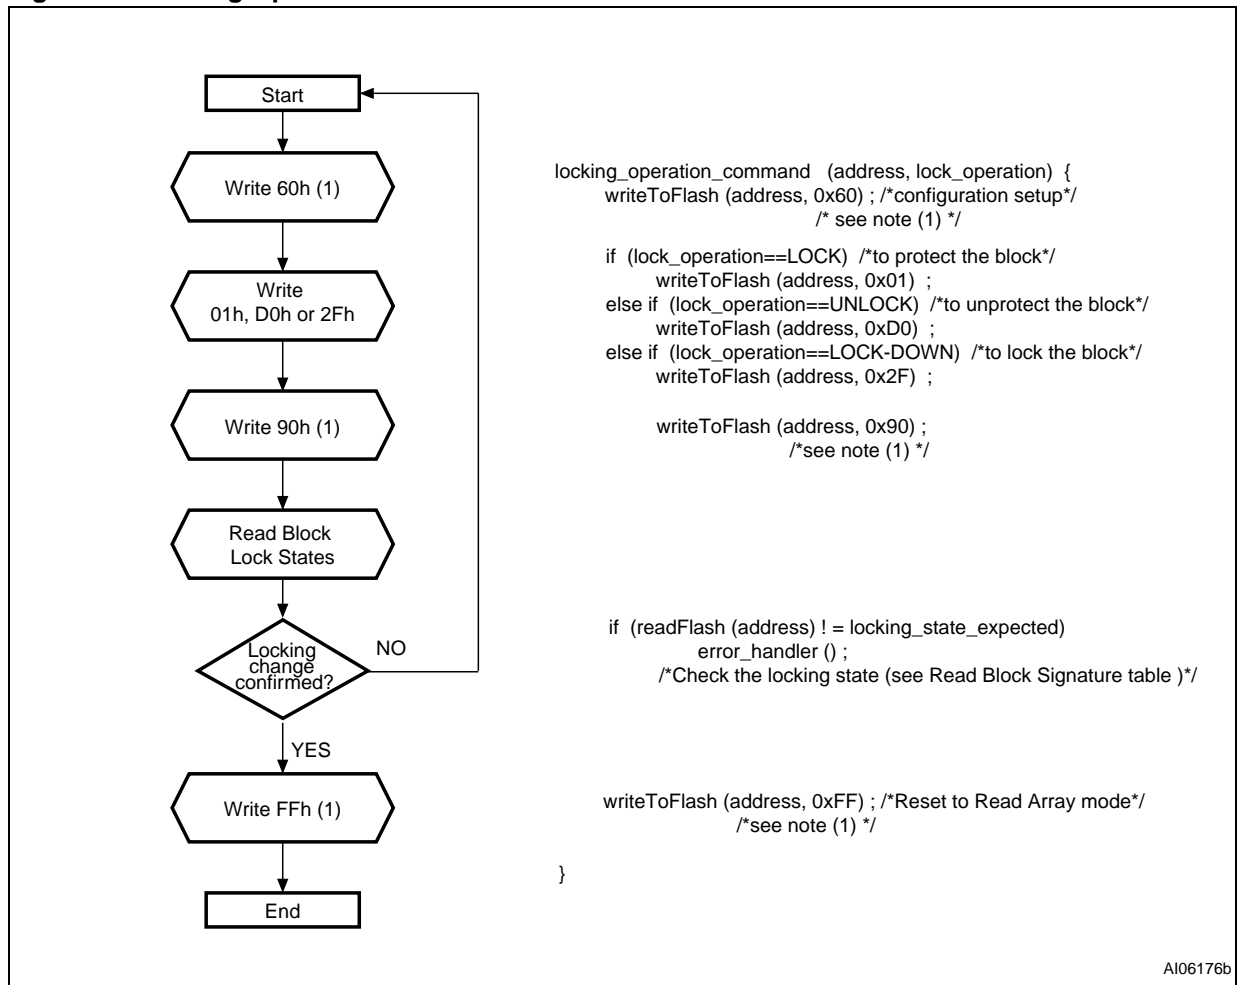 Start
Write 60h (1)
Write
01h, D0h or 2Fh
Write 90h (1)
Read Block
Lock States
Locking
change
confirmed?
NO
YES
Write FFh (1)
End
locking_operation_command (address, lock_operation) {
writeToFlash (address, 0x60) ; /*configuration setup*/
/* see note (1) */
if (lock_operation==LOCK) /*to protect the block*/
writeToFlash (address, 0x01) ;
else if (lock_operation==UNLOCK) /*to unprotect the block*/
writeToFlash (address, 0xD0) ;
else if (lock_operation==LOCK-DOWN) /*to lock the block*/
writeToFlash (address, 0x2F) ;
writeToFlash (address, 0x90) ;
/*see note (1) */
if (readFlash (address) ! = locking_state_expected)
error_handler () ;
/*Check the locking state (see Read Block Signature table )*/
writeToFlash (address, 0xFF) ; /*Reset to Read Array mode*/
/*see note (1) */
}
AI06176b